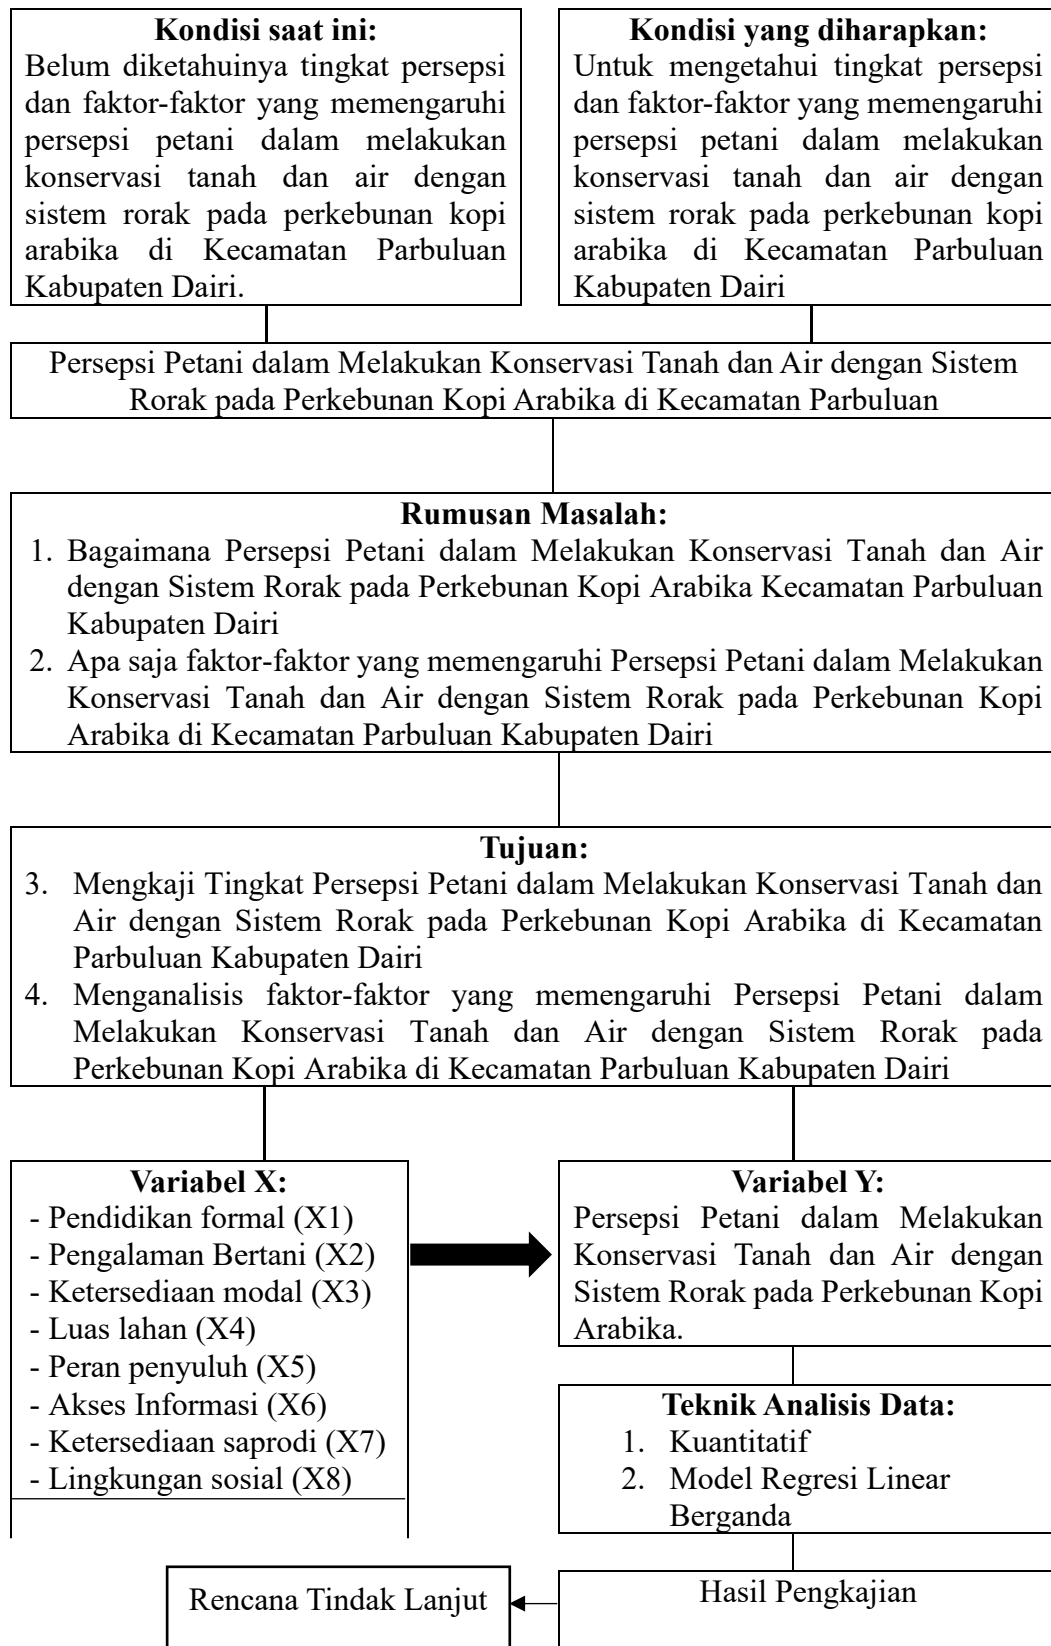 Kondisi saat ini:
Belum diketahuinya tingkat persepsi
dan faktor-faktor yang memengaruhi
persepsi petani dalam melakukan
konservasi tanah dan air dengan
sistem rorak pada perkebunan kopi
arabika di Kecamatan Parbuluan
Kabupaten Dairi.
Kondisi yang diharapkan:
Untuk mengetahui tingkat persepsi
dan faktor-faktor yang memengaruhi
persepsi petani dalam melakukan
konservasi tanah dan air dengan
sistem rorak pada perkebunan kopi
arabika di Kecamatan Parbuluan
Kabupaten Dairi
Persepsi Petani dalam Melakukan Konservasi Tanah dan Air dengan Sistem
Rorak pada Perkebunan Kopi Arabika di Kecamatan Parbuluan
Rumusan Masalah:
1. Bagaimana Persepsi Petani dalam Melakukan Konservasi Tanah dan Air
dengan Sistem Rorak pada Perkebunan Kopi Arabika Kecamatan Parbuluan
Kabupaten Dairi
2. Apa saja faktor-faktor yang memengaruhi Persepsi Petani dalam Melakukan
Konservasi Tanah dan Air dengan Sistem Rorak pada Perkebunan Kopi
Arabika di Kecamatan Parbuluan Kabupaten Dairi
Tujuan:
3. Mengkaji Tingkat Persepsi Petani dalam Melakukan Konservasi Tanah dan
Air dengan Sistem Rorak pada Perkebunan Kopi Arabika di Kecamatan
Parbuluan Kabupaten Dairi
4. Menganalisis faktor-faktor yang memengaruhi Persepsi Petani dalam
Melakukan Konservasi Tanah dan Air dengan Sistem Rorak pada
Perkebunan Kopi Arabika di Kecamatan Parbuluan Kabupaten Dairi
Variabel X:
- Pendidikan formal (X1)
- Pengalaman Bertani (X2)
- Ketersediaan modal (X3)
- Luas lahan (X4)
- Peran penyuluh (X5)
- Akses Informasi (X6)
- Ketersediaan saprodi (X7)
- Lingkungan sosial (X8)
Variabel Y:
Persepsi Petani dalam Melakukan
Konservasi Tanah dan Air dengan
Sistem Rorak pada Perkebunan Kopi
Arabika.
Teknik Analisis Data:
1. Kuantitatif
2. Model Regresi Linear
Berganda
Hasil Pengkajian
Rencana Tindak Lanjut